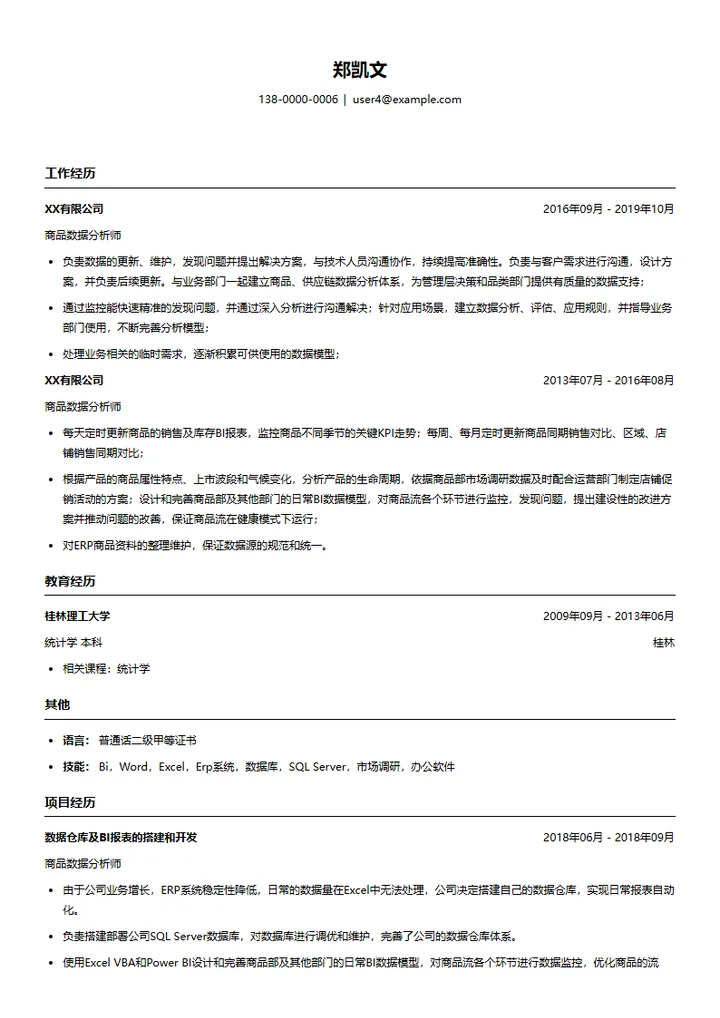 郑凯文
138-0000-0006 | user4@example.com
工作经历
XX有限公司 2016年09月 - 2019年10月
商品数据分析师
• 负责数据的更新、维护，发现问题并提出解决方案，与技术人员沟通协作，持续提高准确性。负责与客户需求进行沟通，设计方
案，并负责后续更新。与业务部门一起建立商品、供应链数据分析体系，为管理层决策和品类部门提供有质量的数据支持；
• 通过监控能快速精准的发现问题，并通过深入分析进行沟通解决；针对应用场景，建立数据分析、评估、应用规则，并指导业务
部门使用，不断完善分析模型；
• 处理业务相关的临时需求，逐渐积累可供使用的数据模型；
XX有限公司 2013年07月 - 2016年08月
商品数据分析师
• 每天定时更新商品的销售及库存BI报表，监控商品不同季节的关键KPI走势；每周、每月定时更新商品同期销售对比、区域、店
铺销售同期对比；
• 根据产品的商品属性特点、上市波段和气候变化，分析产品的生命周期，依据商品部市场调研数据及时配合运营部门制定店铺促
销活动的方案；设计和完善商品部及其他部门的日常BI数据模型，对商品流各个环节进行监控，发现问题，提出建设性的改进方
案并推动问题的改善，保证商品流在健康模式下运行；
• 对ERP商品资料的整理维护，保证数据源的规范和统一。
教育经历
桂林理工大学 2009年09月 - 2013年06月
统计学 本科 桂林
• 相关课程：统计学
其他
• 语言： 普通话二级甲等证书
• 技能： Bi，Word，Excel，Erp系统，数据库，SQL Server，市场调研，办公软件
项目经历
数据仓库及BI报表的搭建和开发 2018年06月 - 2018年09月
商品数据分析师
• 由于公司业务增长，ERP系统稳定性降低，日常的数据量在Excel中无法处理，公司决定搭建自己的数据仓库，实现日常报表自动
化。
• 负责搭建部署公司SQL Server数据库，对数据库进行调优和维护，完善了公司的数据仓库体系。
• 使用Excel VBA和Power BI设计和完善商品部及其他部门的日常BI数据模型，对商品流各个环节进行数据监控，优化商品的流